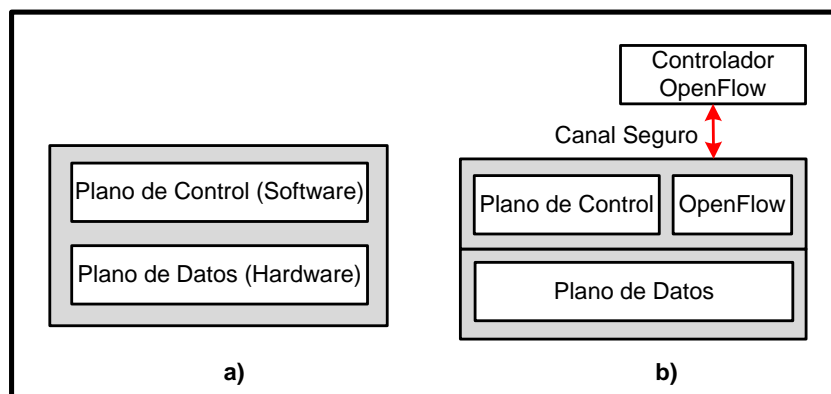 Plano de Control (Software)
Plano de Datos (Hardware)
a)
Controlador
OpenFlow
Canal Seguro
Plano de Control
OpenFlow
Plano de Datos
b)